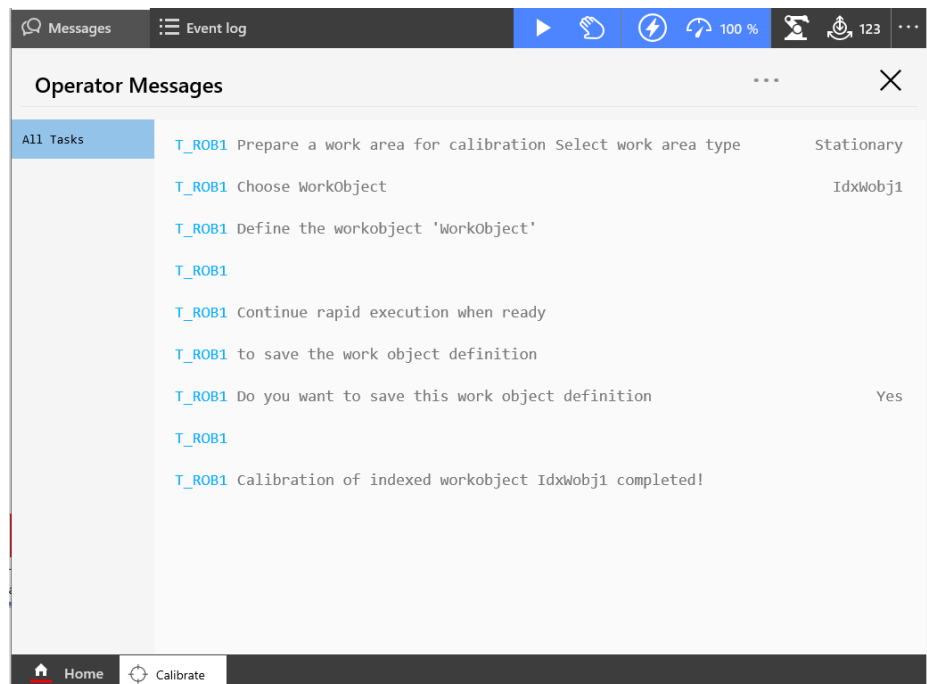 Messages
Event log
100 %
123
Operator Messages
All Tasks
T_ROB1 Prepare a work area for calibration Select work area type Stationary
T_ROB1 Choose WorkObject IdxWobj1
T_ROB1 Define the workobject 'WorkObject'
T_ROB1
T_ROB1 Continue rapid execution when ready
T_ROB1 to save the work object definition
T_ROB1 Do you want to save this work object definition Yes
T_ROB1
T_ROB1 Calibration of indexed workobject IdxWobj1 completed!
Home
Calibrate